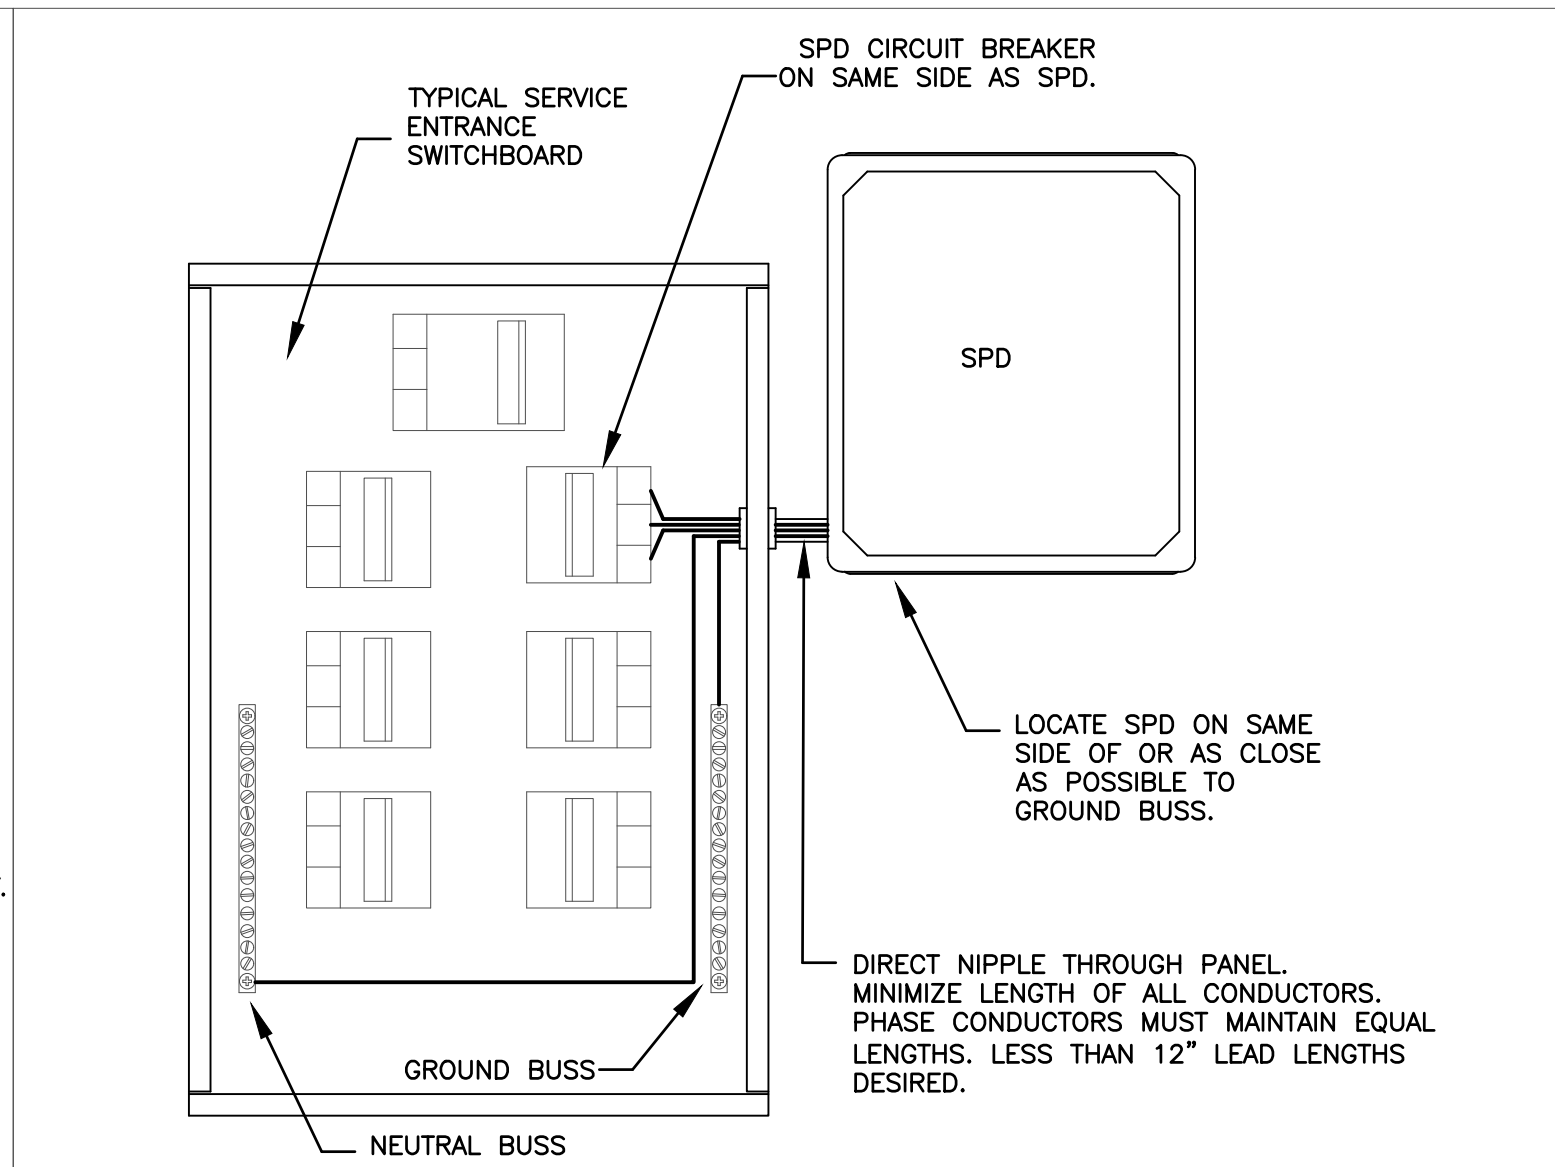 SPD CIRCUIT BREAKER
ON SAME SIDE AS SPD.
TYPICAL SERVICE
ENTRANCE
SWITCHBOARD
SPD
LOCATE SPD ON SAME
SIDE OF OR AS CLOSE
AS POSSIBLE TO
GROUND BUSS.
DIRECT NIPPLE THROUGH PANEL.
MINIMIZE LENGTH OF ALL CONDUCTORS.
PHASE CONDUCTORS MUST MAINTAIN EQUAL
LENGTHS. LESS THAN 12” LEAD LENGTHS
DESIRED.
GROUND BUSS
NEUTRAL BUSS